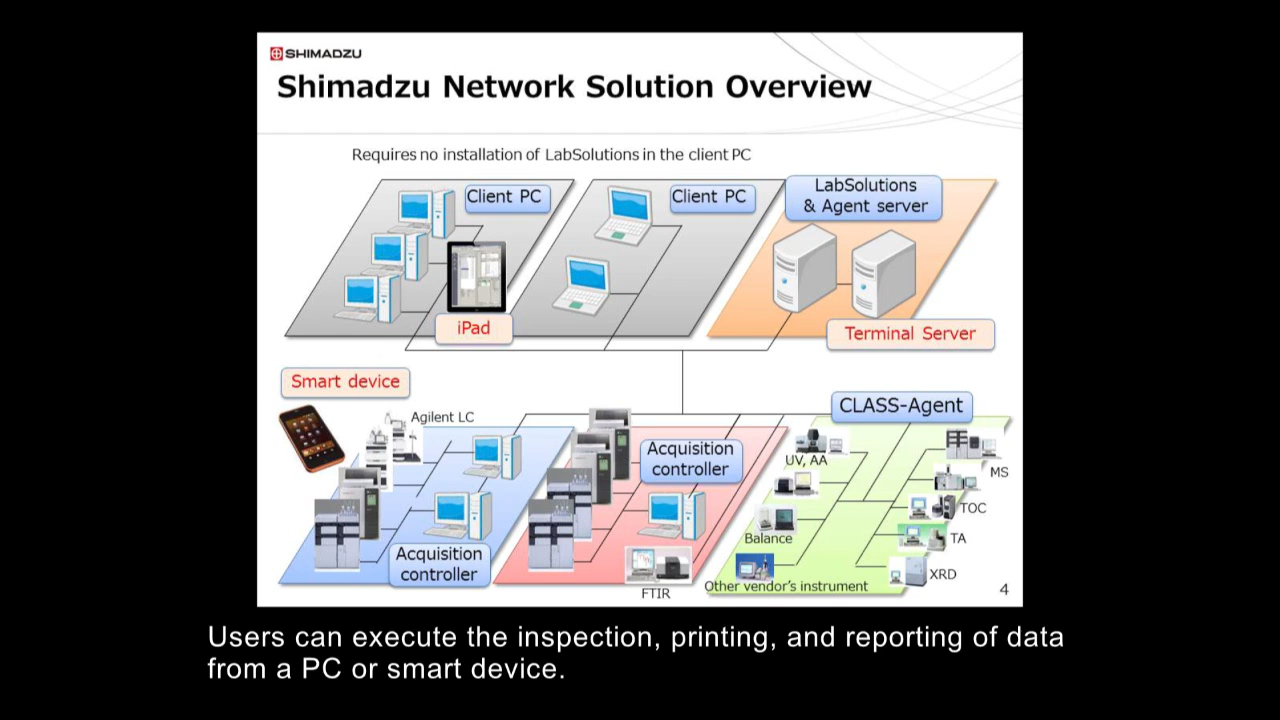 SHIMADZU
Shimadzu Network Solution Overview
Requires no installation of LabSolutions in the client PC
Client PC
Client PC
LabSolutions
& Agent server
iPad
Terminal Server
Smart device
Agilent LC
CLASS-Agent
Acquisition
controller
UV, AA
MS
TOC
Balance
TA
Acquisition
controller
XRD
Other vendor's instrument
FTIR
4
Users can execute the inspection, printing, and reporting of data
from a PC or smart device.